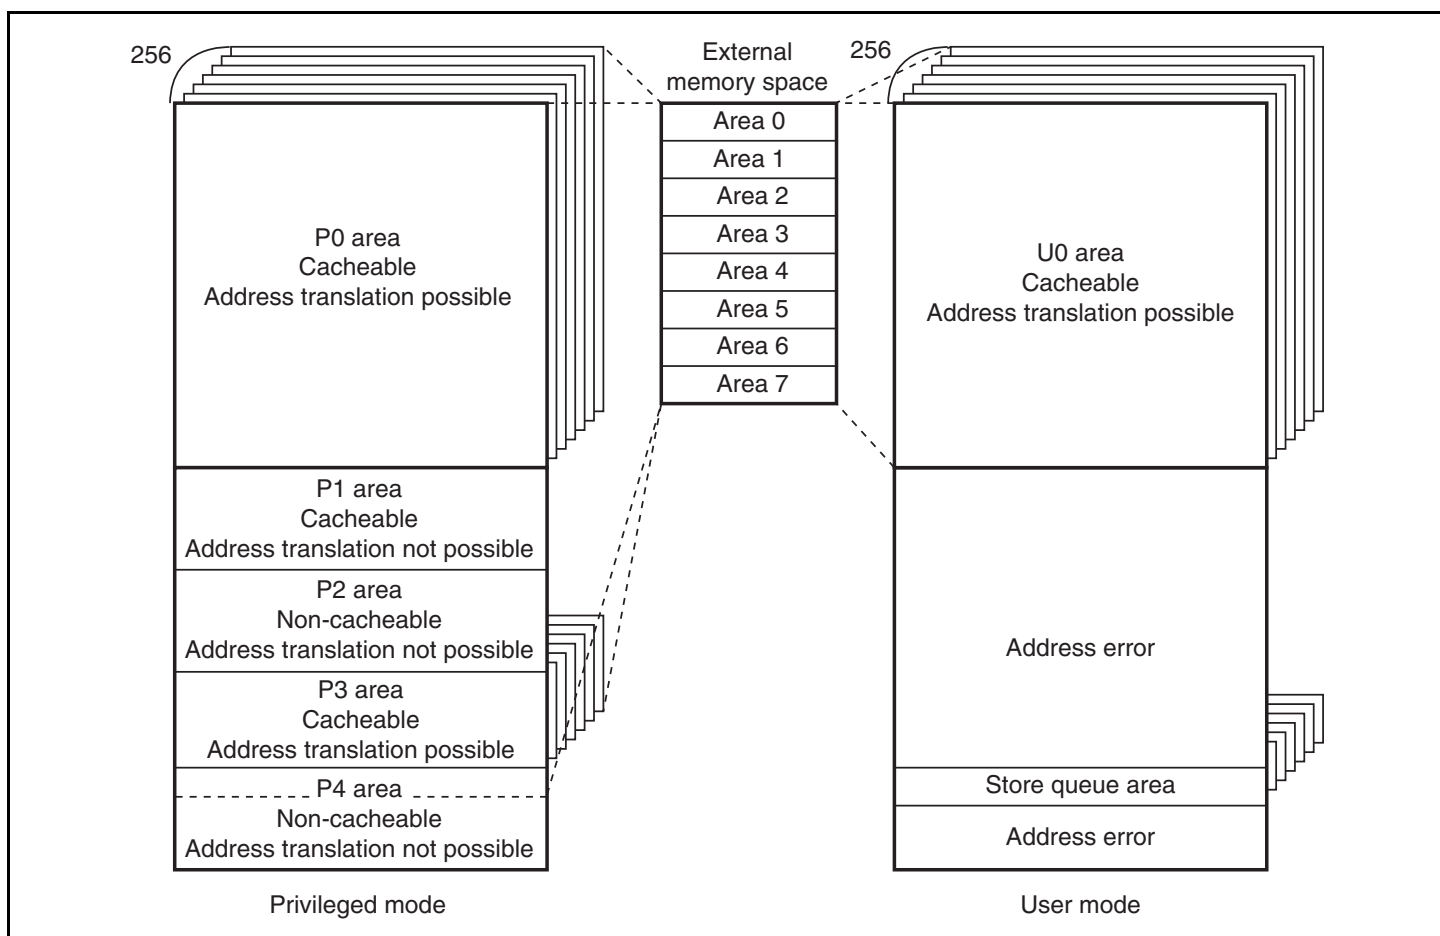 256
P0 area
Cacheable
Address translation possible
P1 area
Cacheable
Address translation not possible
P2 area
Non-cacheable
Address translation not possible
P3 area
Cacheable
Address translation possible
P4 area
Non-cacheable
Address translation not possible
Privileged mode
External
memory space
Area 0
Area 1
Area 2
Area 3
Area 4
Area 5
Area 6
Area 7
256
U0 area
Cacheable
Address translation possible
Address error
Store queue area
Address error
User mode